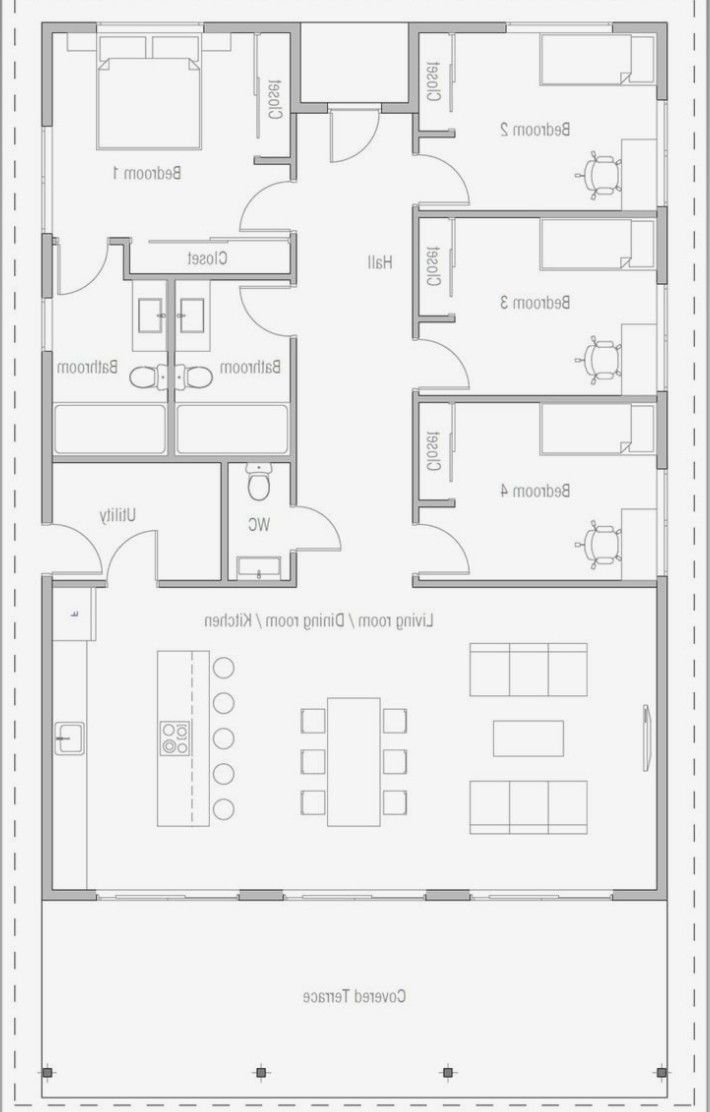 Closet
Closet
Bedroom 2
Bedroom 1
Closet
Hall
Closet
Bedroom 3
Bathroom
Bathroom
Closet
Bedroom 4
Utility
WC
F
Living room / Dining room / Kitchen
Covered Terrace